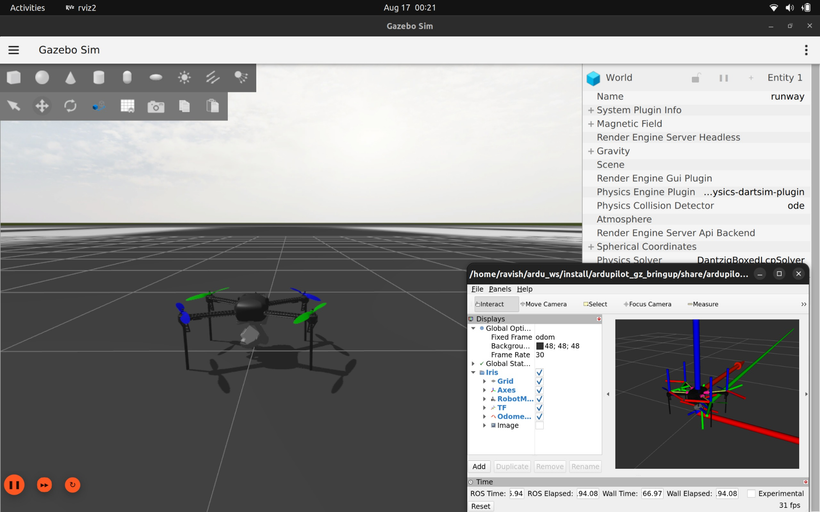 Activities
rviz2
Aug 17 00:21
Gazebo Sim
Gazebo Sim
World
Entity 1
Name runway
System Plugin Info
Magnetic Field
Render Engine Server Headless
Gravity
Scene
Render Engine Gui Plugin
Physics Engine Plugin …ysics-dartsim-plugin
Physics Collision Detector ode
Atmosphere
Render Engine Server Api Backend
Spherical Coordinates
Physics Solver DantzigBoxedLcpSolver
/home/ravish/ardu_ws/install/ardupilot_gz_bringup/share/ardupilo...
File Panels Help
Interact Move Camera Select Focus Camera Measure
Displays
Global Opti...
Fixed Frame odom
Backgrou... 48; 48; 48
Frame Rate 30
Global Stat...
Iris
Grid
Axes
RobotM...
TF
Odome...
Image
Add Duplicate Remove Rename
Time
ROS Time: 5.94 ROS Elapsed: .94.08 Wall Time: 66.97 Wall Elapsed: .94.08 Experimental
Reset 31 fps